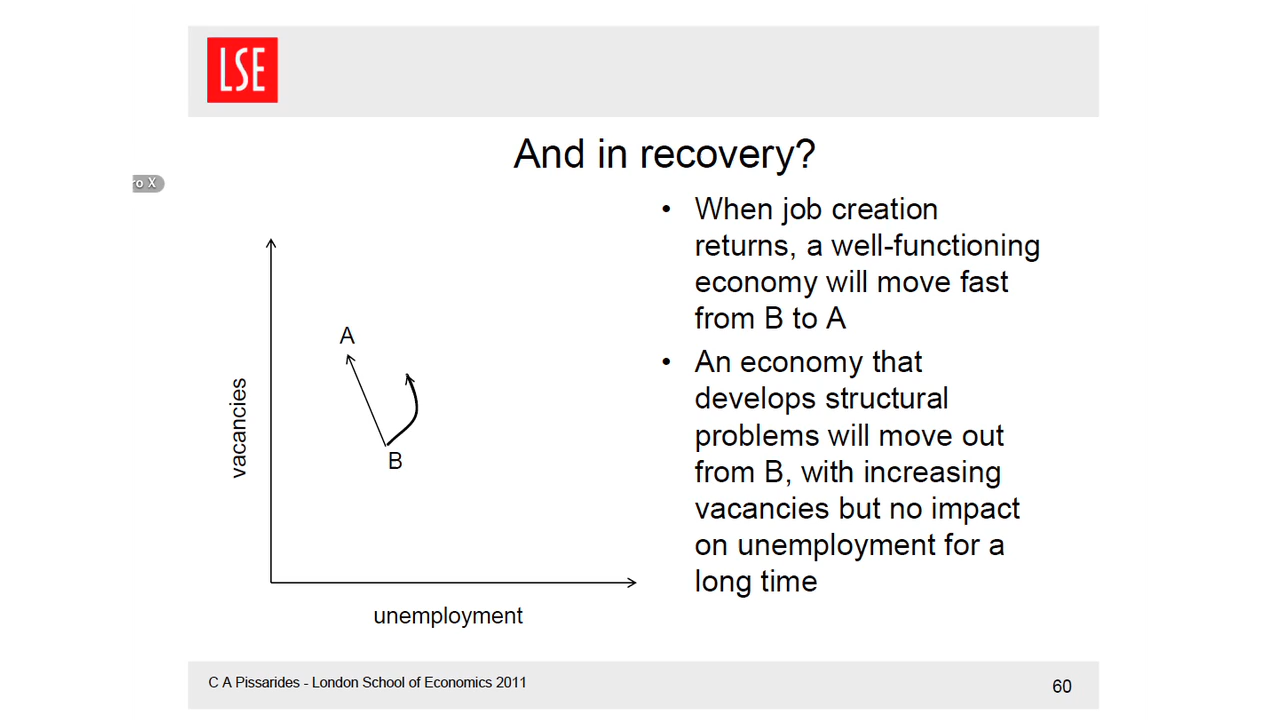 LSE
And in recovery?
ro X
• When job creation
returns, a well-functioning
economy will move fast
from B to A
• An economy that
develops structural
problems will move out
from B, with increasing
vacancies but no impact
on unemployment for a
long time
A
B
vacancies
unemployment
C A Pissarides - London School of Economics 2011
60